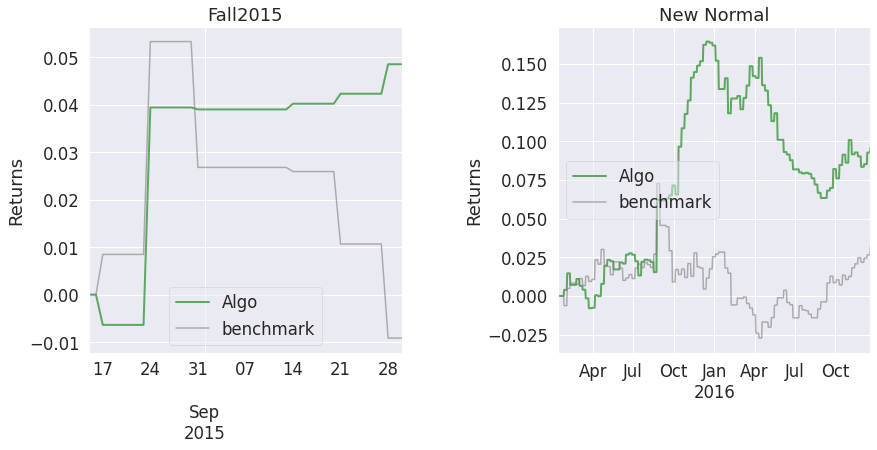 Fall2015
Returns
0.05
0.04
0.03
0.02
0.01
0.00
−0.01
Algo
benchmark
17 24 31 07 14 21 28
Sep
2015
New Normal
Returns
0.150
0.125
0.100
0.075
0.050
0.025
0.000
−0.025
Algo
benchmark
Apr Jul Oct Jan Apr Jul Oct
2016